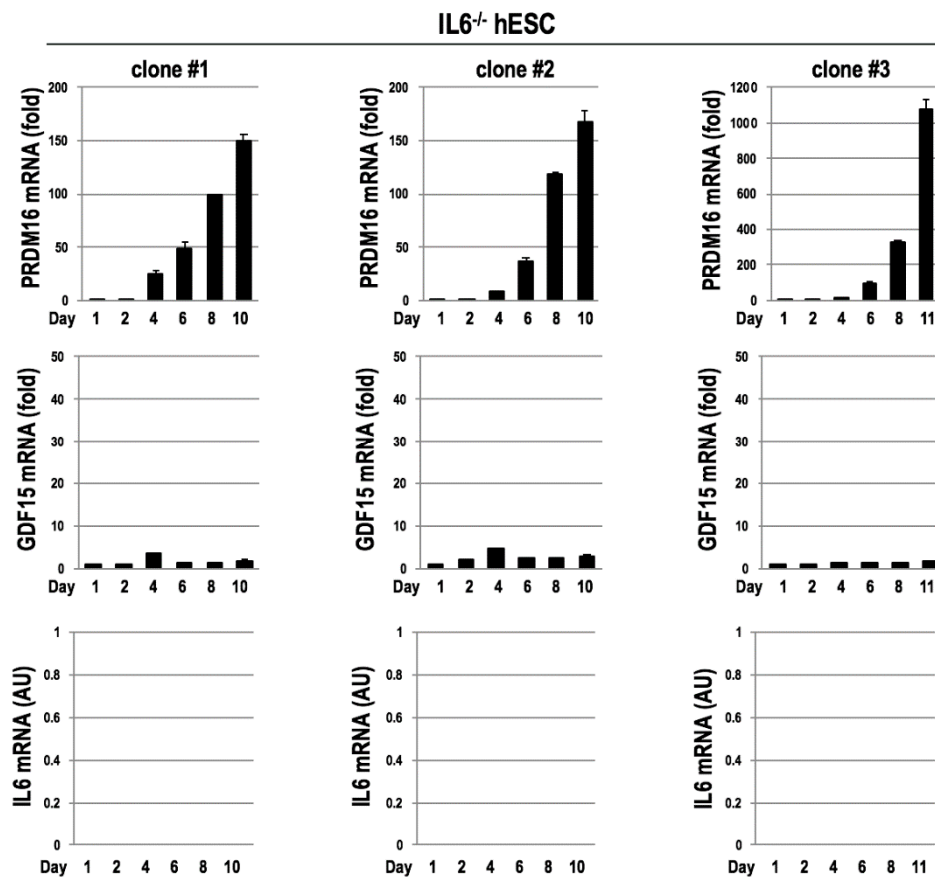 IL6-/- hESC
clone #1
clone #2
clone #3
PRDM16 mRNA (fold)
200
150
100
50
0
Day 1 2 4 6 8 10
PRDM16 mRNA (fold)
200
150
100
50
0
Day 1 2 4 6 8 10
PRDM16 mRNA (fold)
1200
1000
800
600
400
200
0
Day 1 2 4 6 8 11
GDF15 mRNA (fold)
50
40
30
20
10
0
Day 1 2 4 6 8 10
GDF15 mRNA (fold)
50
40
30
20
10
0
Day 1 2 4 6 8 10
GDF15 mRNA (fold)
50
40
30
20
10
0
Day 1 2 4 6 8 11
IL6 mRNA (AU)
1
0.8
0.6
0.4
0.2
0
Day 1 2 4 6 8 10
IL6 mRNA (AU)
1
0.8
0.6
0.4
0.2
0
Day 1 2 4 6 8 10
IL6 mRNA (AU)
1
0.8
0.6
0.4
0.2
0
Day 1 2 4 6 8 11